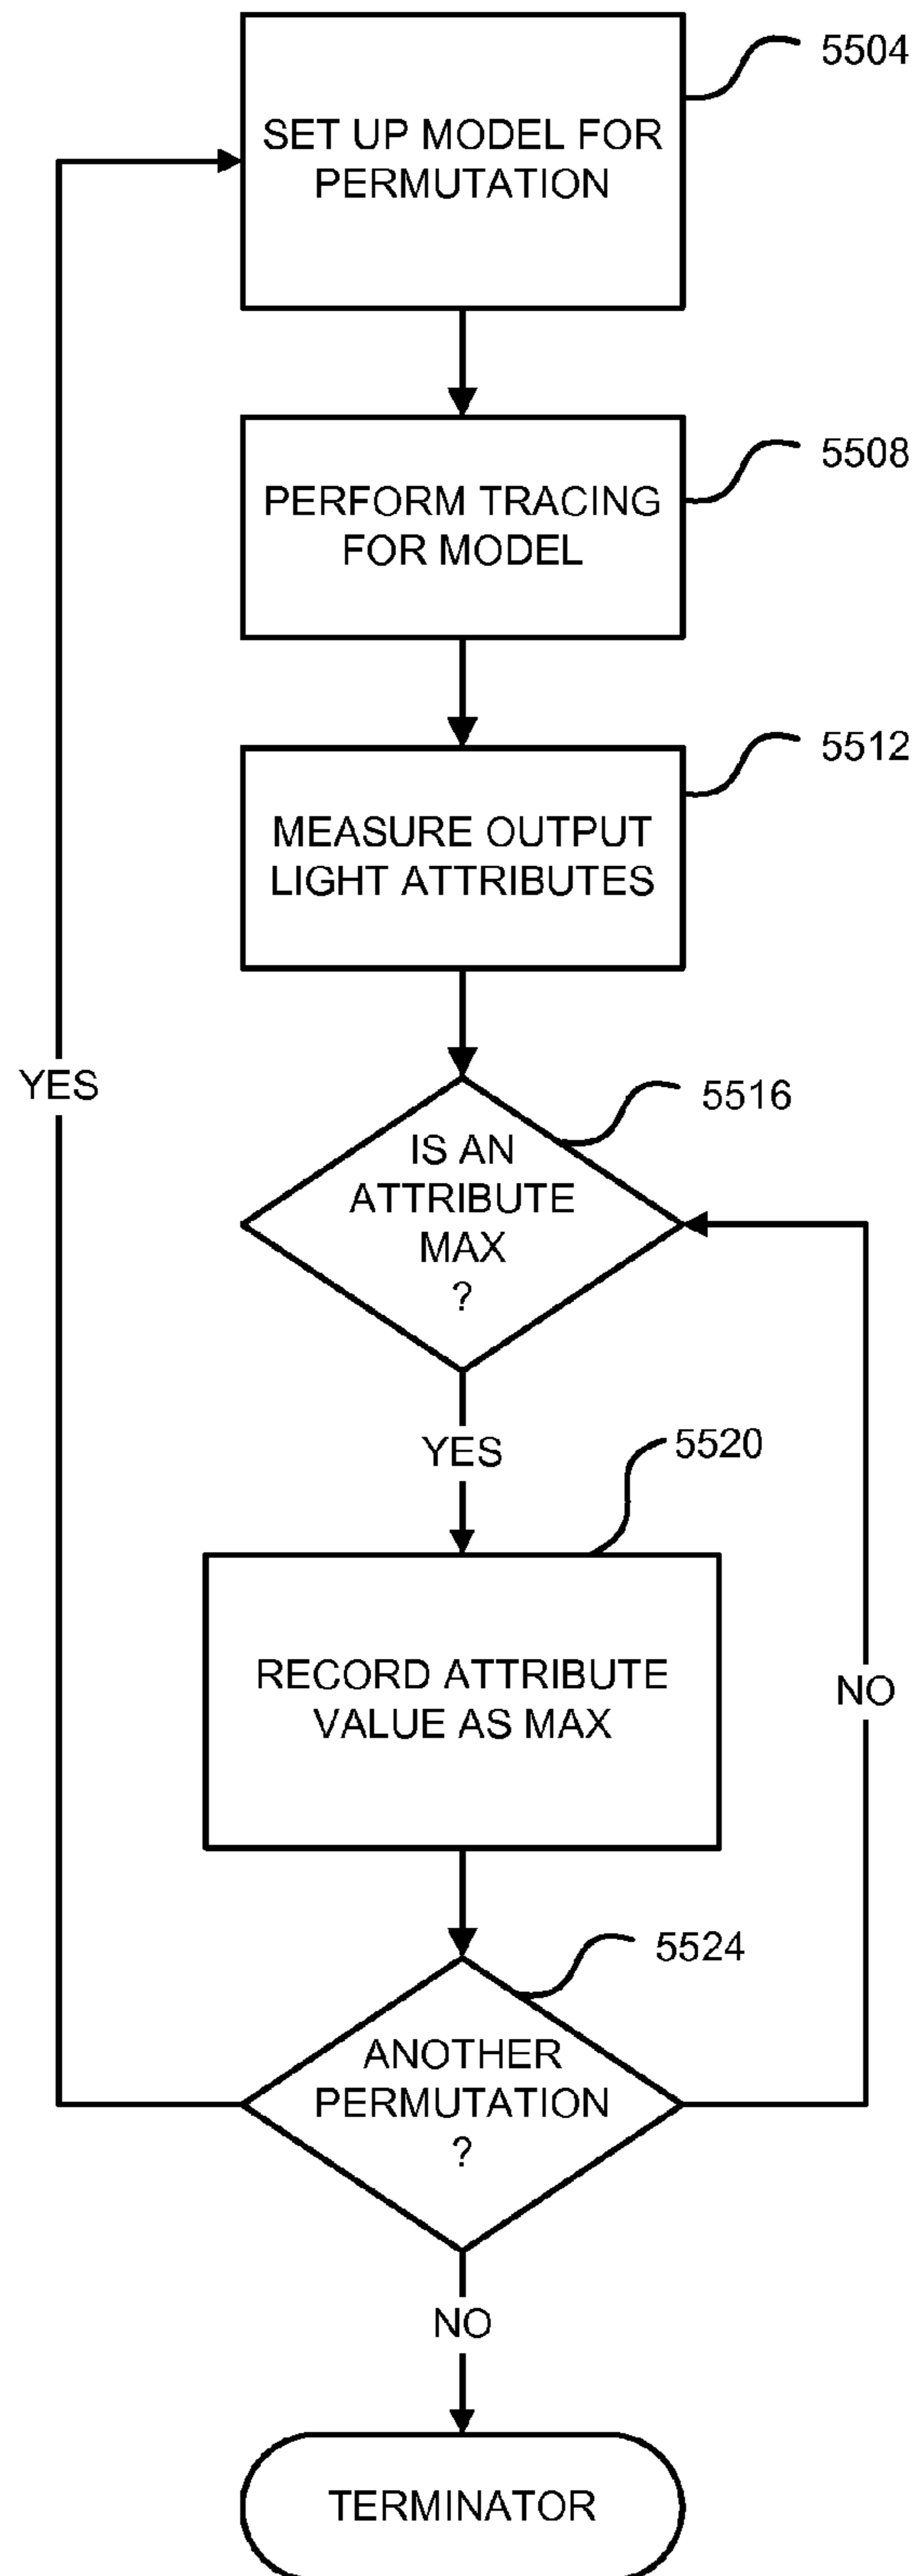 5504
SET UP MODEL FOR
PERMUTATION
5508
PERFORM TRACING
FOR MODEL
5512
MEASURE OUTPUT
LIGHT ATTRIBUTES
YES
5516
IS AN
ATTRIBUTE
MAX
?
YES
5520
RECORD ATTRIBUTE
VALUE AS MAX
NO
5524
ANOTHER
PERMUTATION
?
NO
TERMINATOR